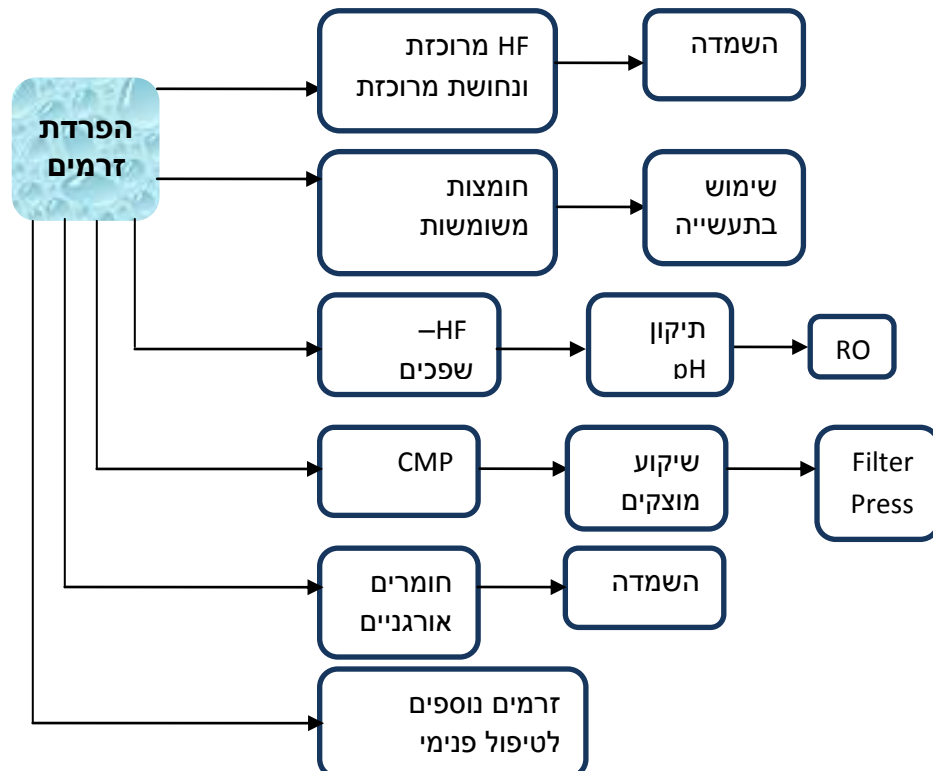 הפרדת
זרמים
HF מרוכזת
ונחושת מרוכזת
השמדה
חומצות
משומשות
שימוש
בתעשייה
HF–
שפכים
תיקון
pH
RO
CMP
שיקוע
מוצקים
Filter
Press
חומרים
אורגניים
השמדה
זרמים נוספים
לטיפול פנימי